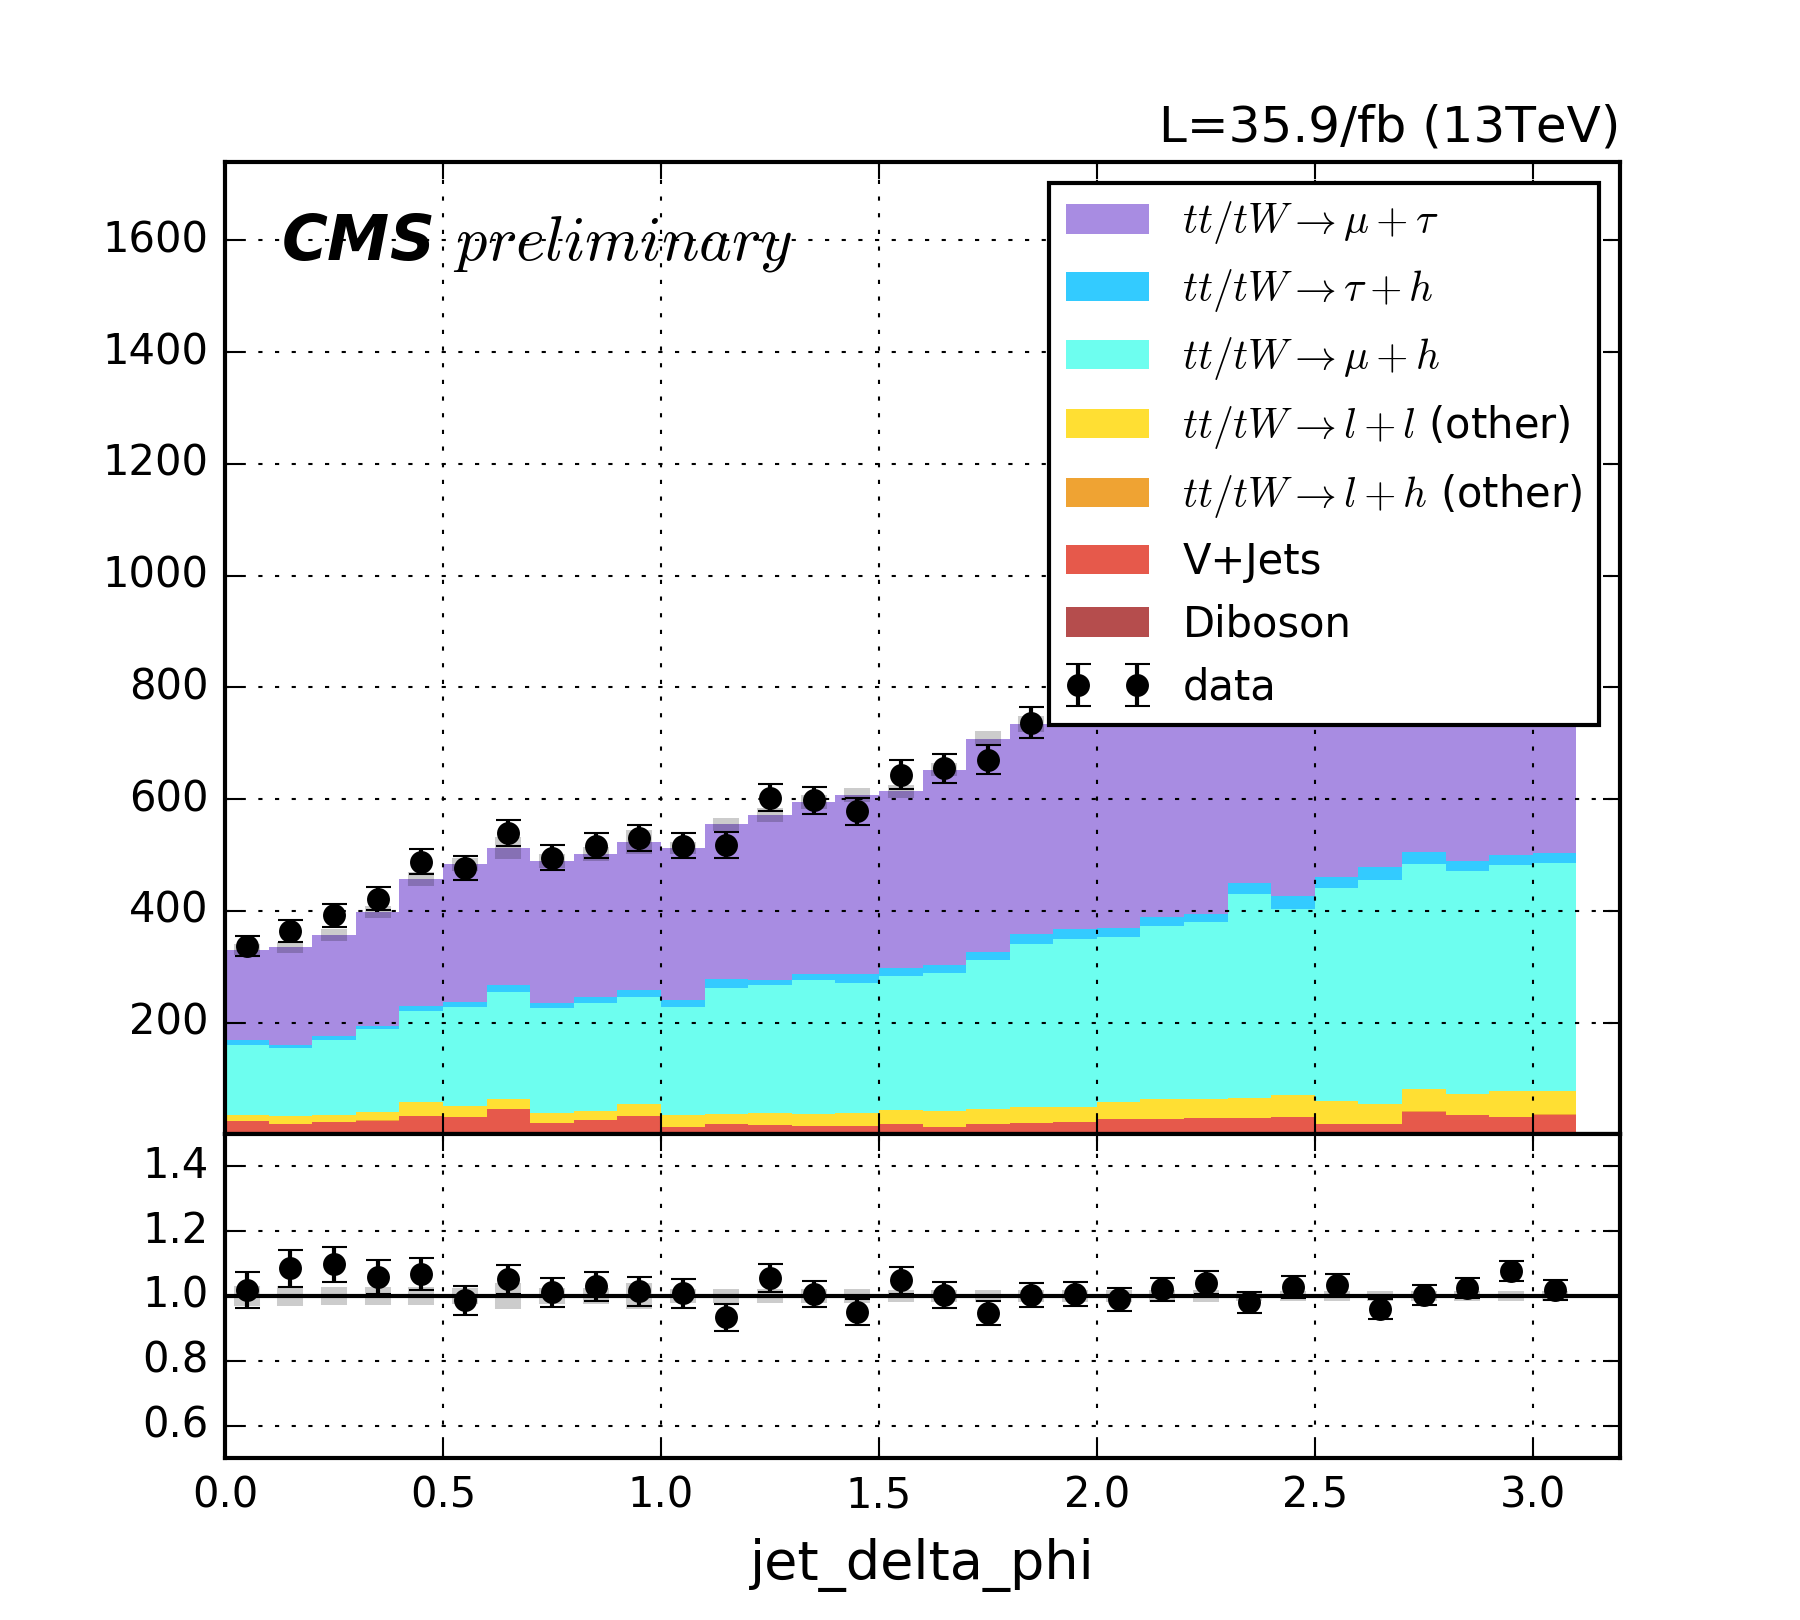 L=35.9/fb (13TeV)
CMS preliminary
tt/tW→μ+τ
tt/tW→τ+h
tt/tW→μ+h
tt/tW→l+l (other)
tt/tW→l+h (other)
V+Jets
Diboson
data
1600
1400
1200
1000
800
600
400
200
1.4
1.2
1.0
0.8
0.6
0.0 0.5 1.0 1.5 2.0 2.5 3.0
jet_delta_phi